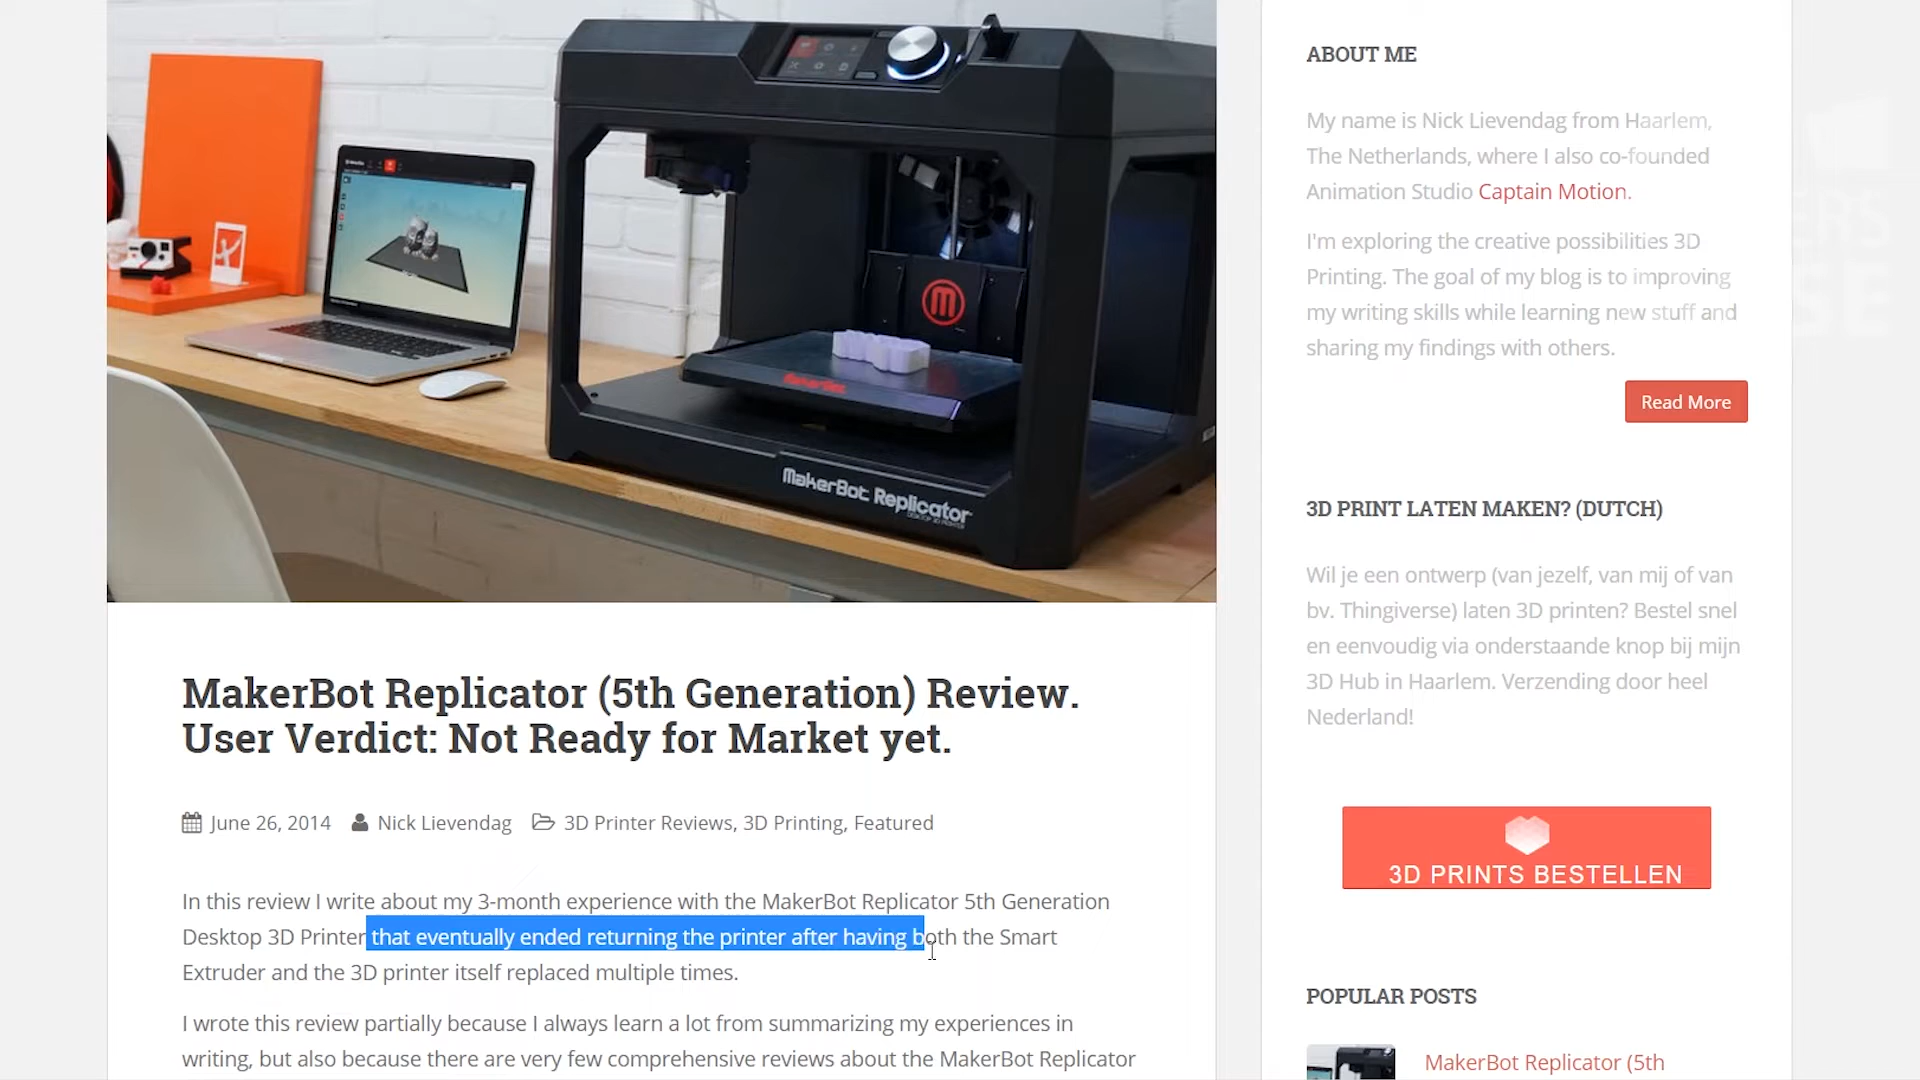 MakerBot Replicator
DESKTOP 3D PRINTER
MakerBot Replicator (5th Generation) Review.
User Verdict: Not Ready for Market yet.
June 26, 2014 Nick Lievendag 3D Printer Reviews, 3D Printing, Featured
In this review I write about my 3-month experience with the MakerBot Replicator 5th Generation
Desktop 3D Printer that eventually ended returning the printer after having both the Smart
Extruder and the 3D printer itself replaced multiple times.
I wrote this review partially because I always learn a lot from summarizing my experiences in
writing, but also because there are very few comprehensive reviews about the MakerBot Replicator
ABOUT ME
My name is Nick Lievendag from Haarlem,
The Netherlands, where I also co-founded
Animation Studio Captain Motion.
I'm exploring the creative possibilities 3D
Printing. The goal of my blog is to improving
my writing skills while learning new stuff and
sharing my findings with others.
Read More
3D PRINT LATEN MAKEN? (DUTCH)
Wil je een ontwerp (van jezelf, van mij of van
bv. Thingiverse) laten 3D printen? Bestel snel
en eenvoudig via onderstaande knop bij mijn
3D Hub in Haarlem. Verzending door heel
Nederland!
3D PRINTS BESTELLEN
POPULAR POSTS
MakerBot Replicator (5th